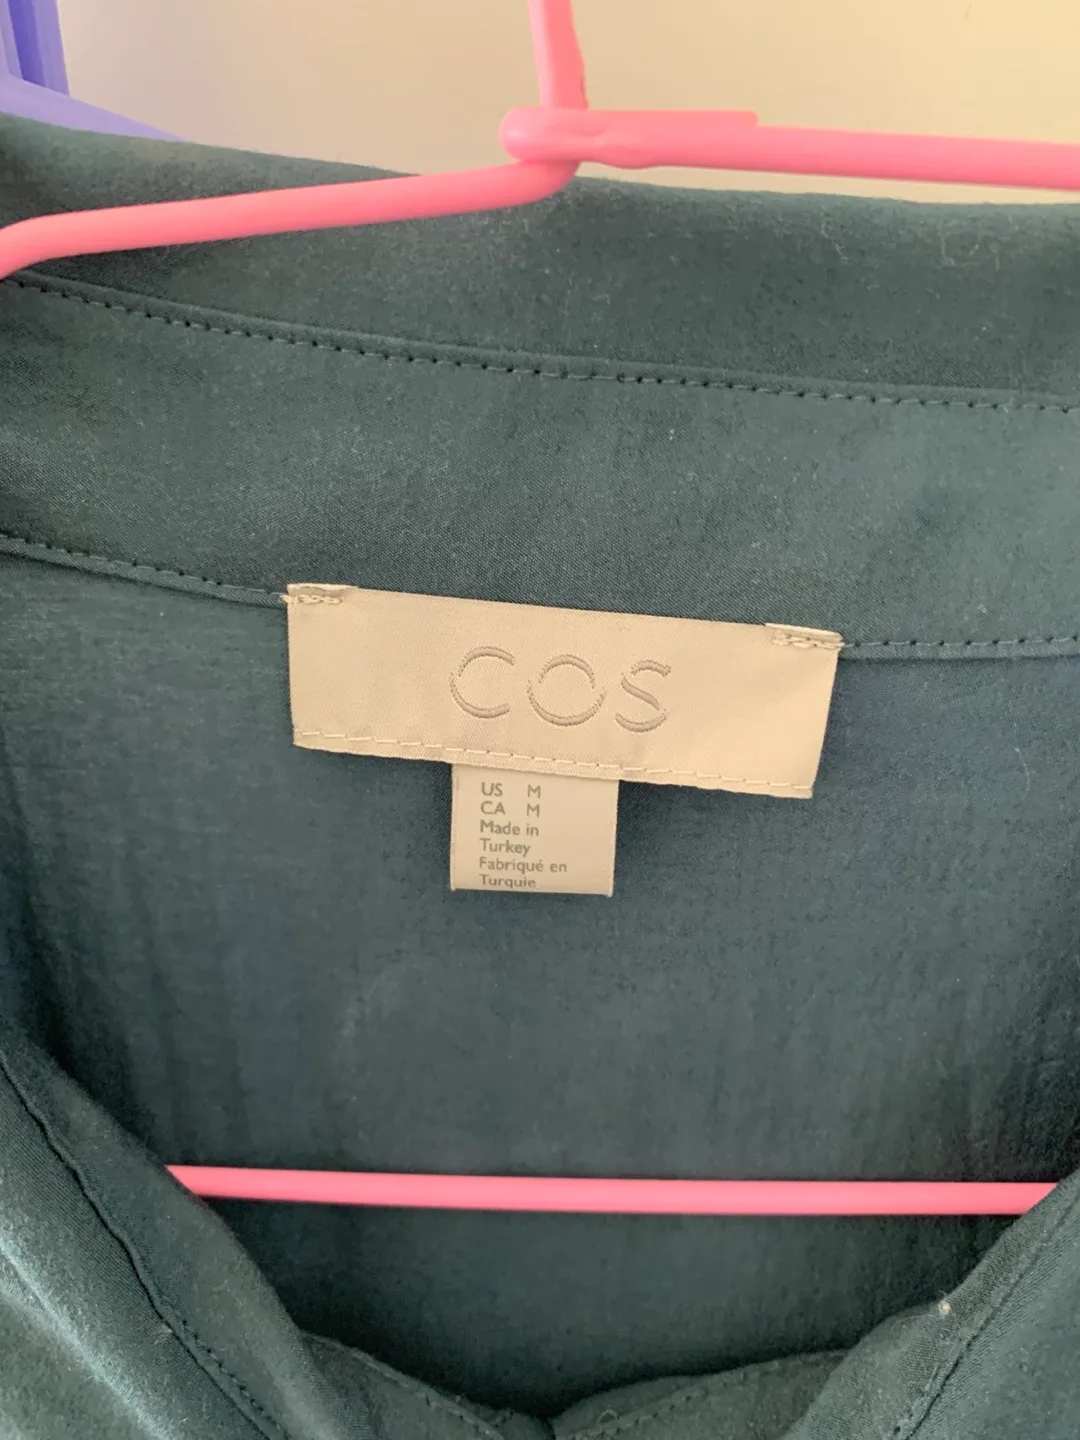 COS
US M
CA M
Made in
Turkey
Fabriqué en
Turquie